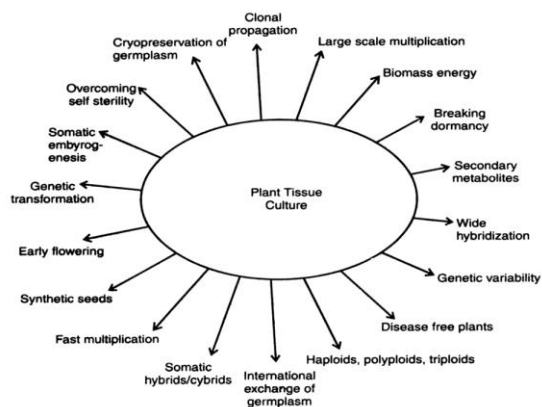 Clonal
propagation
Large scale multiplication
Biomass energy
Breaking
dormancy
Secondary
metabolites
Wide
hybridization
Genetic variability
Disease free plants
Haploids, polyploids, triploids
International
exchange of
germplasm
Somatic
hybrids/cybrids
Fast multiplication
Synthetic seeds
Early flowering
Genetic
transformation
Somatic
embyrog-
enesis
Overcoming
self sterility
Cryopreservation of
germplasm
Plant Tissue
Culture